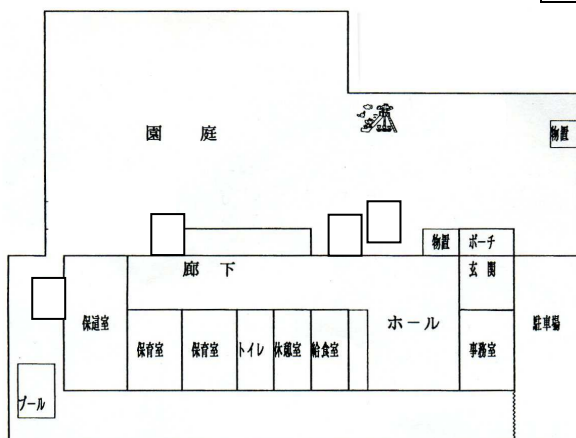 園 庭
物置
物置
ポーチ
廊 下
玄 関
保逎室
保育室
保育室
トイレ
休憩室
給食室
ホール
事務室
駐車場
プール